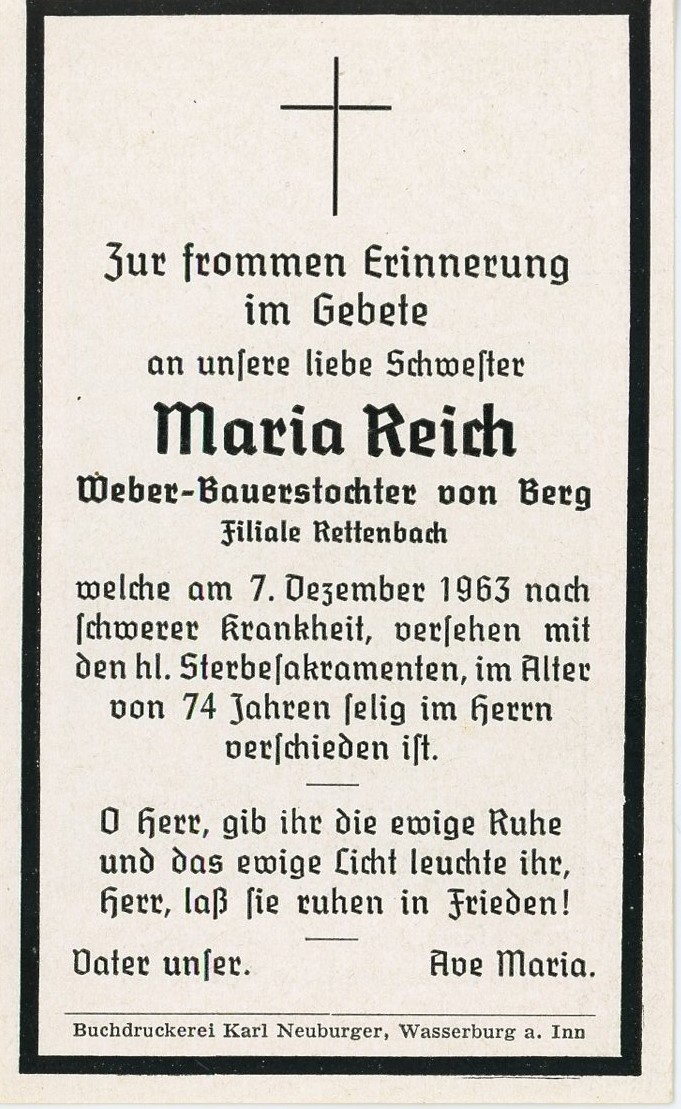 Zur frommen Erinnerung
im Gebete
an unsere liebe Schwester
Maria Reich
Weber-Bauerstochter von Berg
Filiale Rettenbach
welche am 7. Dezember 1963 nach
schwerer Krankheit, versehen mit
den hl. Sterbesakramenten, im Alter
von 74 Jahren selig im Herrn
verschieden ist.
O Herr, gib ihr die ewige Ruhe
und das ewige Licht leuchte ihr,
Herr, laß sie ruhen in Frieden!
Vater unser. Ave Maria.
Buchdruckerei Karl Neuburger, Wasserburg a. Inn